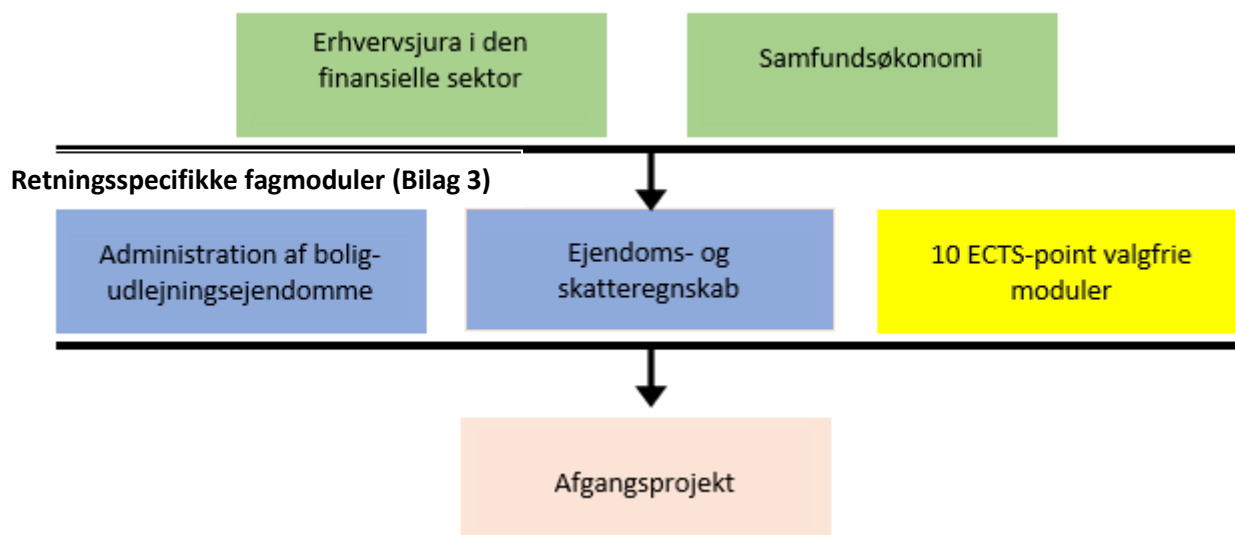 Erhvervsjura i den
finansielle sektor
Samfundsøkonomi
Retningsspecifikke fagmoduler (Bilag 3)
Administration af bolig-
udlejningsejendomme
Ejendoms- og
skatteregnskab
10 ECTS-point valgfrie
moduler
Afgangsprojekt